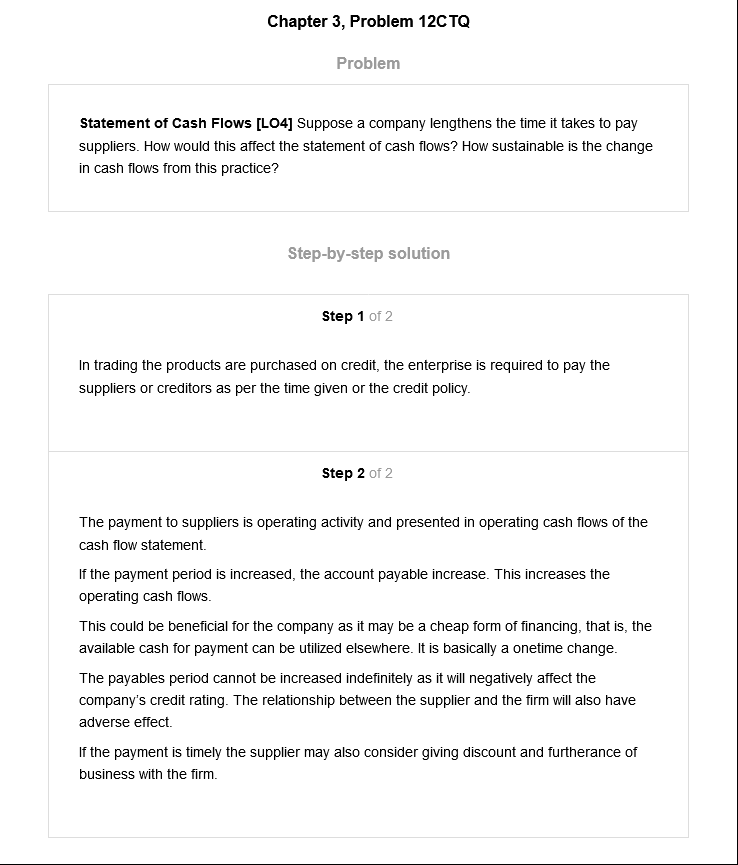 Chapter 3, Problem 12CTQ
Problem
Statement of Cash Flows [LO4] Suppose a company lengthens the time it takes to pay
suppliers. How would this affect the statement of cash flows? How sustainable is the change
in cash flows from this practice?
Step-by-step solution
Step 1 of 2
In trading the products are purchased on credit, the enterprise is required to pay the
suppliers or creditors as per the time given or the credit policy.
Step 2 of 2
The payment to suppliers is operating activity and presented in operating cash flows of the
cash flow statement.
If the payment period is increased, the account payable increase. This increases the
operating cash flows.
This could be beneficial for the company as it may be a cheap form of financing, that is, the
available cash for payment can be utilized elsewhere. It is basically a onetime change.
The payables period cannot be increased indefinitely as it will negatively affect the
company's credit rating. The relationship between the supplier and the firm will also have
adverse effect.
If the payment is timely the supplier may also consider giving discount and furtherance of
business with the firm.